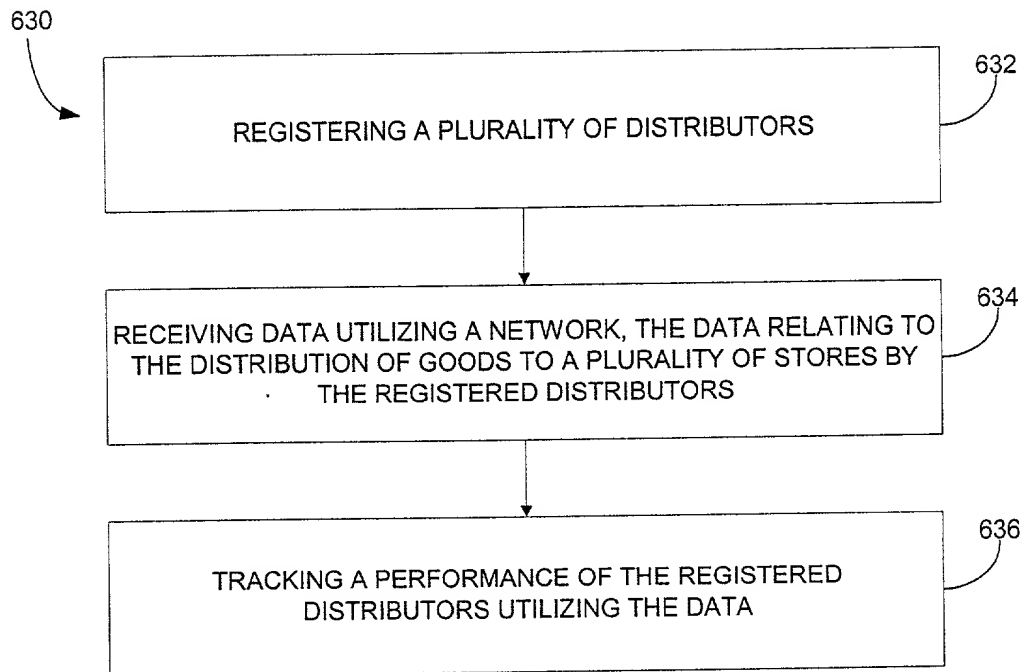 630
632
REGISTERING A PLURALITY OF DISTRIBUTORS
634
RECEIVING DATA UTILIZING A NETWORK, THE DATA RELATING TO
THE DISTRIBUTION OF GOODS TO A PLURALITY OF STORES BY
THE REGISTERED DISTRIBUTORS
636
TRACKING A PERFORMANCE OF THE REGISTERED
DISTRIBUTORS UTILIZING THE DATA